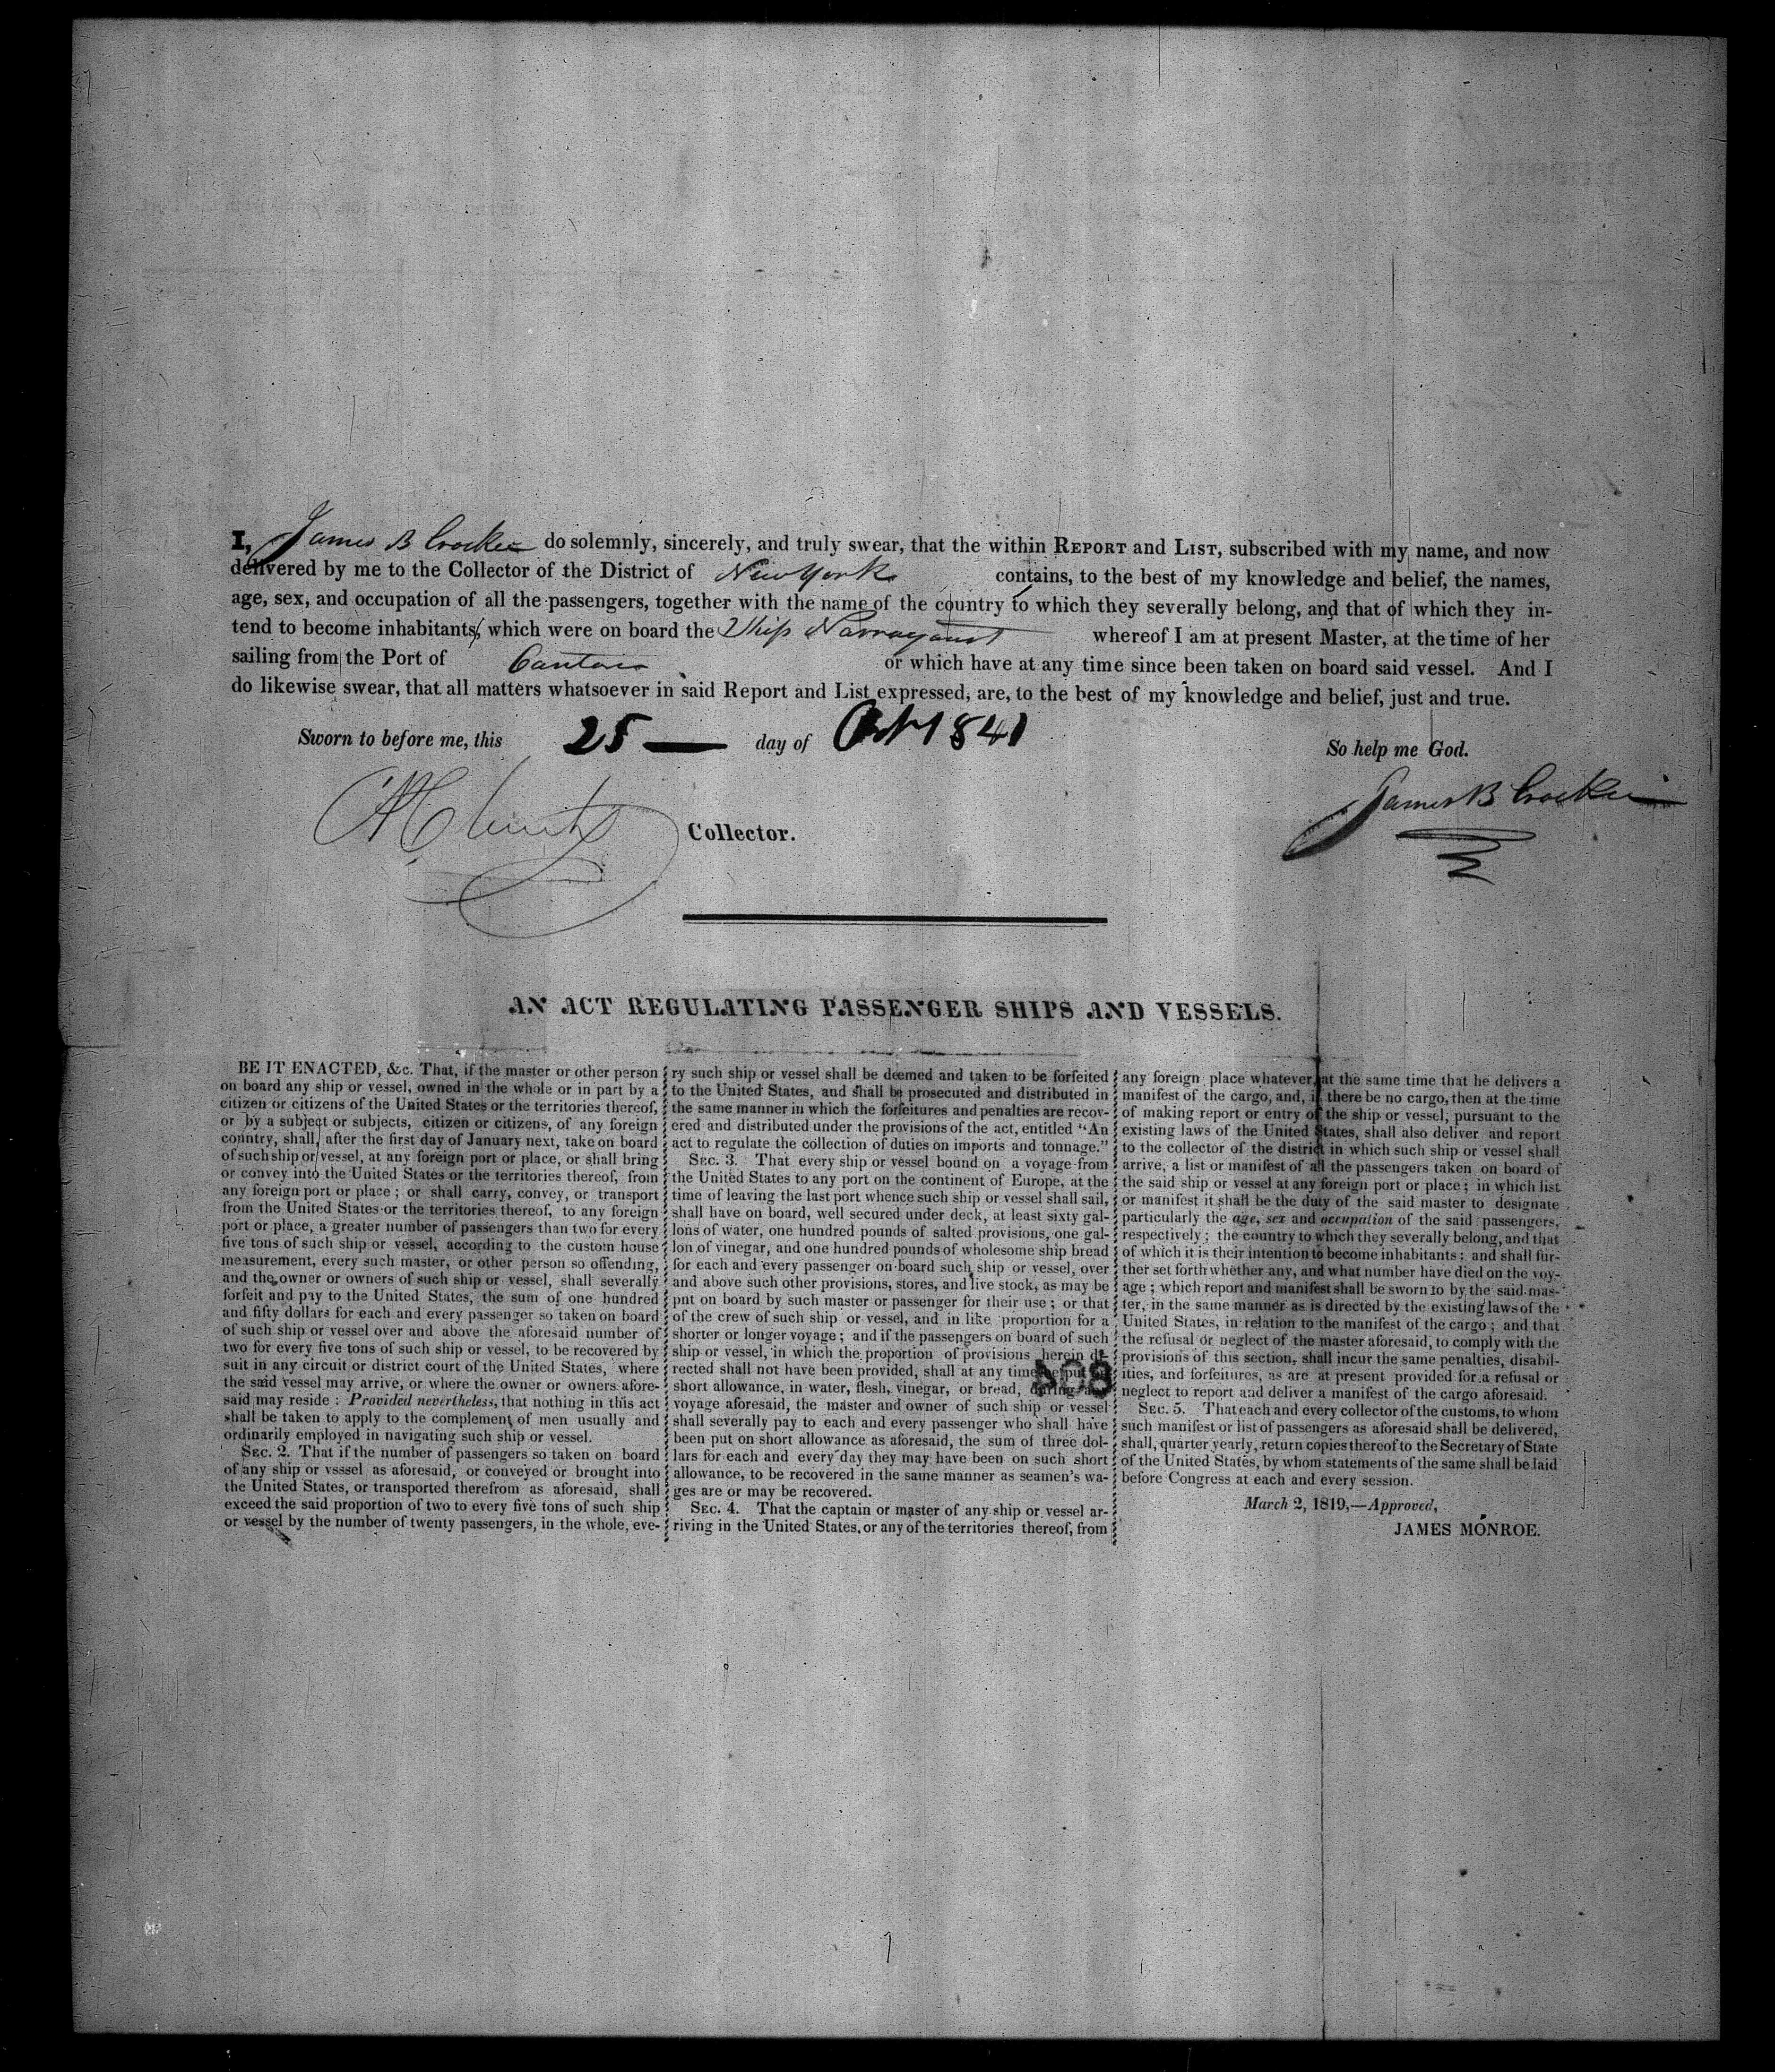 I, James B Crocker do solemnly, sincerely, and truly swear, that the within REPORT and LIST, subscribed with my name, and now
delivered by me to the Collector of the District of New York contains, to the best of my knowledge and belief, the names,
age, sex, and occupation of all the passengers, together with the name of the country to which they severally belong, and that of which they in-
tend to become inhabitants, which were on board the Ship Narraganst whereof I am at present Master, at the time of her
sailing from the Port of Canton or which have at any time since been taken on board said vessel. And I
do likewise swear, that all matters whatsoever in said Report and List expressed, are, to the best of my knowledge and belief, just and true.
Sworn to before me, this 25 — day of Oct 1841 So help me God.
James B Crocker
Collector.
AN ACT REGULATING PASSENGER SHIPS AND VESSELS.
BE IT ENACTED, &c. That, if the master or other person
on board any ship or vessel, owned in the whole or in part by a
citizen or citizens of the United States or the territories thereof,
or by a subject or subjects, citizen or citizens, of any foreign
country, shall, after the first day of January next, take on board
of such ship or vessel, at any foreign port or place, or shall bring
or convey into the United States or the territories thereof, from
any foreign port or place; or shall carry, convey, or transport
from the United States or the territories thereof, to any foreign
port or place, a greater number of passengers than two for every
five tons of such ship or vessel, according to the custom house
measurement, every such master, or other person so offending,
and the owner or owners of such ship or vessel, shall severally
forfeit and pay to the United States, the sum of one hundred
and fifty dollars for each and every passenger so taken on board
of such ship or vessel over and above the aforesaid number of
two for every five tons of such ship or vessel, to be recovered by
suit in any circuit or district court of the United States, where
the said vessel may arrive, or where the owner or owners afore-
said may reside : Provided nevertheless, that nothing in this act
shall be taken to apply to the complement of men usually and
ordinarily employed in navigating such ship or vessel.
SEC. 2. That if the number of passengers so taken on board
of any ship or vsssel as aforesaid, or conveyed or brought into
the United States, or transported therefrom as aforesaid, shall
exceed the said proportion of two to every five tons of such ship
or vessel by the number of twenty passengers, in the whole, eve-
ry such ship or vessel shall be deemed and taken to be forfeited
to the United States, and shall be prosecuted and distributed in
the same manner in which the forfeitures and penalties are recov-
ered and distributed under the provisions of the act, entitled "An
act to regulate the collection of duties on imports and tonnage."
SEC. 3. That every ship or vessel bound on a voyage from
the United States to any port on the continent of Europe, at the
time of leaving the last port whence such ship or vessel shall sail,
shall have on board, well secured under deck, at least sixty gal-
lons of water, one hundred pounds of salted provisions, one gal-
lon of vinegar, and one hundred pounds of wholesome ship bread
for each and every passenger on board such ship or vessel, over
and above such other provisions, stores, and live stock, as may be
pnt on board by such master or passenger for their use; or that
of the crew of such ship or vessel, and in like proportion for a
shorter or longer voyage; and if the passengers on board of such
ship or vessel, in which the proportion of provisions herein di-
rected shall not have been provided, shall at any time be put on
short allowance, in water, flesh, vinegar, or bread, during any
voyage aforesaid, the master and owner of such ship or vessel
shall severally pay to each and every passenger who shall have
been put on short allowance as aforesaid, the sum of three dol-
lars for each and every day they may have been on such short
allowance, to be recovered in the same manner as seamen's wa-
ges are or may be recovered.
SEC. 4. That the captain or master of any ship or vessel ar-
riving in the United States, or any of the territories thereof, from
any foreign place whatever, at the same time that he delivers a
manifest of the cargo, and, if there be no cargo, then at the time
of making report or entry of the ship or vessel, pursuant to the
existing laws of the United States, shall also deliver and report
to the collector of the district in which such ship or vessel shall
arrive, a list or manifest of all the passengers taken on board of
the said ship or vessel at any foreign port or place; in which list
or manifest it shall be the duty of the said master to designate
particularly the age, sex and occupation of the said passengers,
respectively; the country to which they severally belong, and that
of which it is their intention to become inhabitants; and shall fur-
ther set forth whether any, and what number have died on the voy-
age; which report and manifest shall be sworn to by the said mas-
ter, in the same manner as is directed by the existing laws of the
United States, in relation to the manifest of the cargo; and that
the refusal or neglect of the master aforesaid, to comply with the
provisions of this section, shall incur the same penalties, disabil-
ities, and forfeitures, as are at present provided for a refusal or
neglect to report and deliver a manifest of the cargo aforesaid.
SEC. 5. That each and every collector of the customs, to whom
such manifest or list of passengers as aforesaid shall be delivered,
shall, quarter yearly, return copies thereof to the Secretary of State
of the United States, by whom statements of the same shall be laid
before Congress at each and every session.
March 2, 1819,—Approved,
JAMES MONROE.